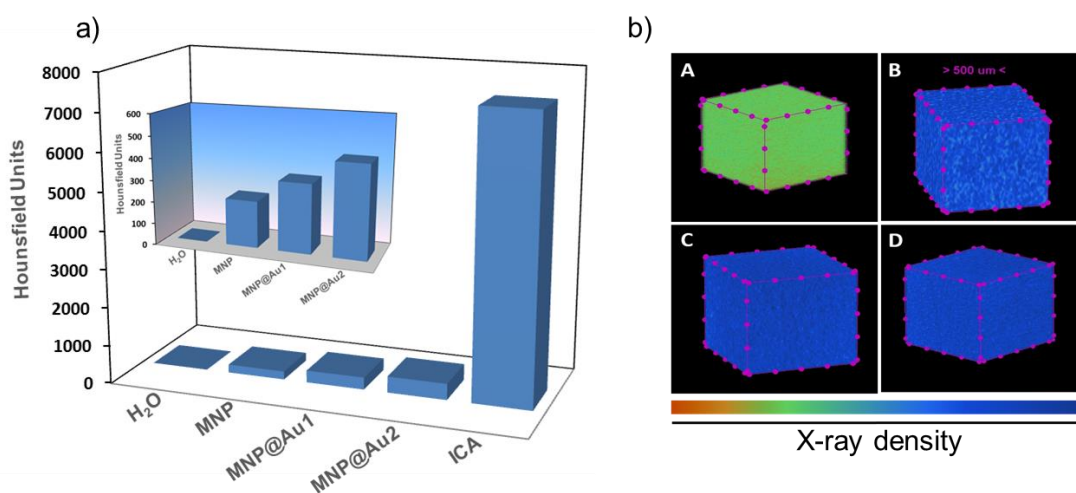 a)
8000
7000
6000
5000
4000
3000
2000
1000
0
Hounsfield Units
H₂O
MNP
MNP@Au1
MNP@Au2
ICA
600
500
400
300
200
100
0
Hounsfield Units
H₂O
MNP
MNP@Au1
MNP@Au2
b)
A
B
> 500 um <
C
D
X-ray density